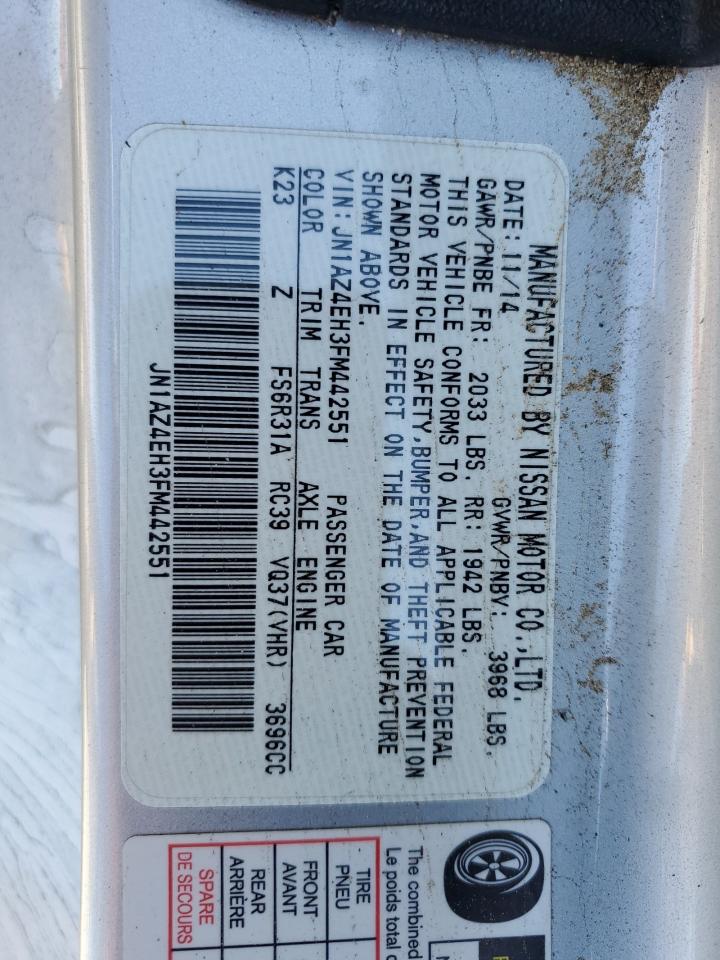 MANUFACTURED BY NISSAN MOTOR CO.,LTD.
DATE: 11/14 GVWR/PNBV: 3968 LBS.
GAWR/PNBE FR: 2033 LBS. RR: 1942 LBS.
THIS VEHICLE CONFORMS TO ALL APPLICABLE FEDERAL
MOTOR VEHICLE SAFETY,BUMPER,AND THEFT PREVENTION
STANDARDS IN EFFECT ON THE DATE OF MANUFACTURE
SHOWN ABOVE.
VIN: JN1AZ4EH3FM442551 PASSENGER CAR
COLOR TRIM TRANS AXLE ENGINE
K23 Z FS6R31A RC39 VQ37(VHR) 3696CC
JN1AZ4EH3FM442551
The combined
Le poids total
TIRE
PNEU
FRONT
AVANT
REAR
ARRIÈRE
SPARE
DE SECOURS